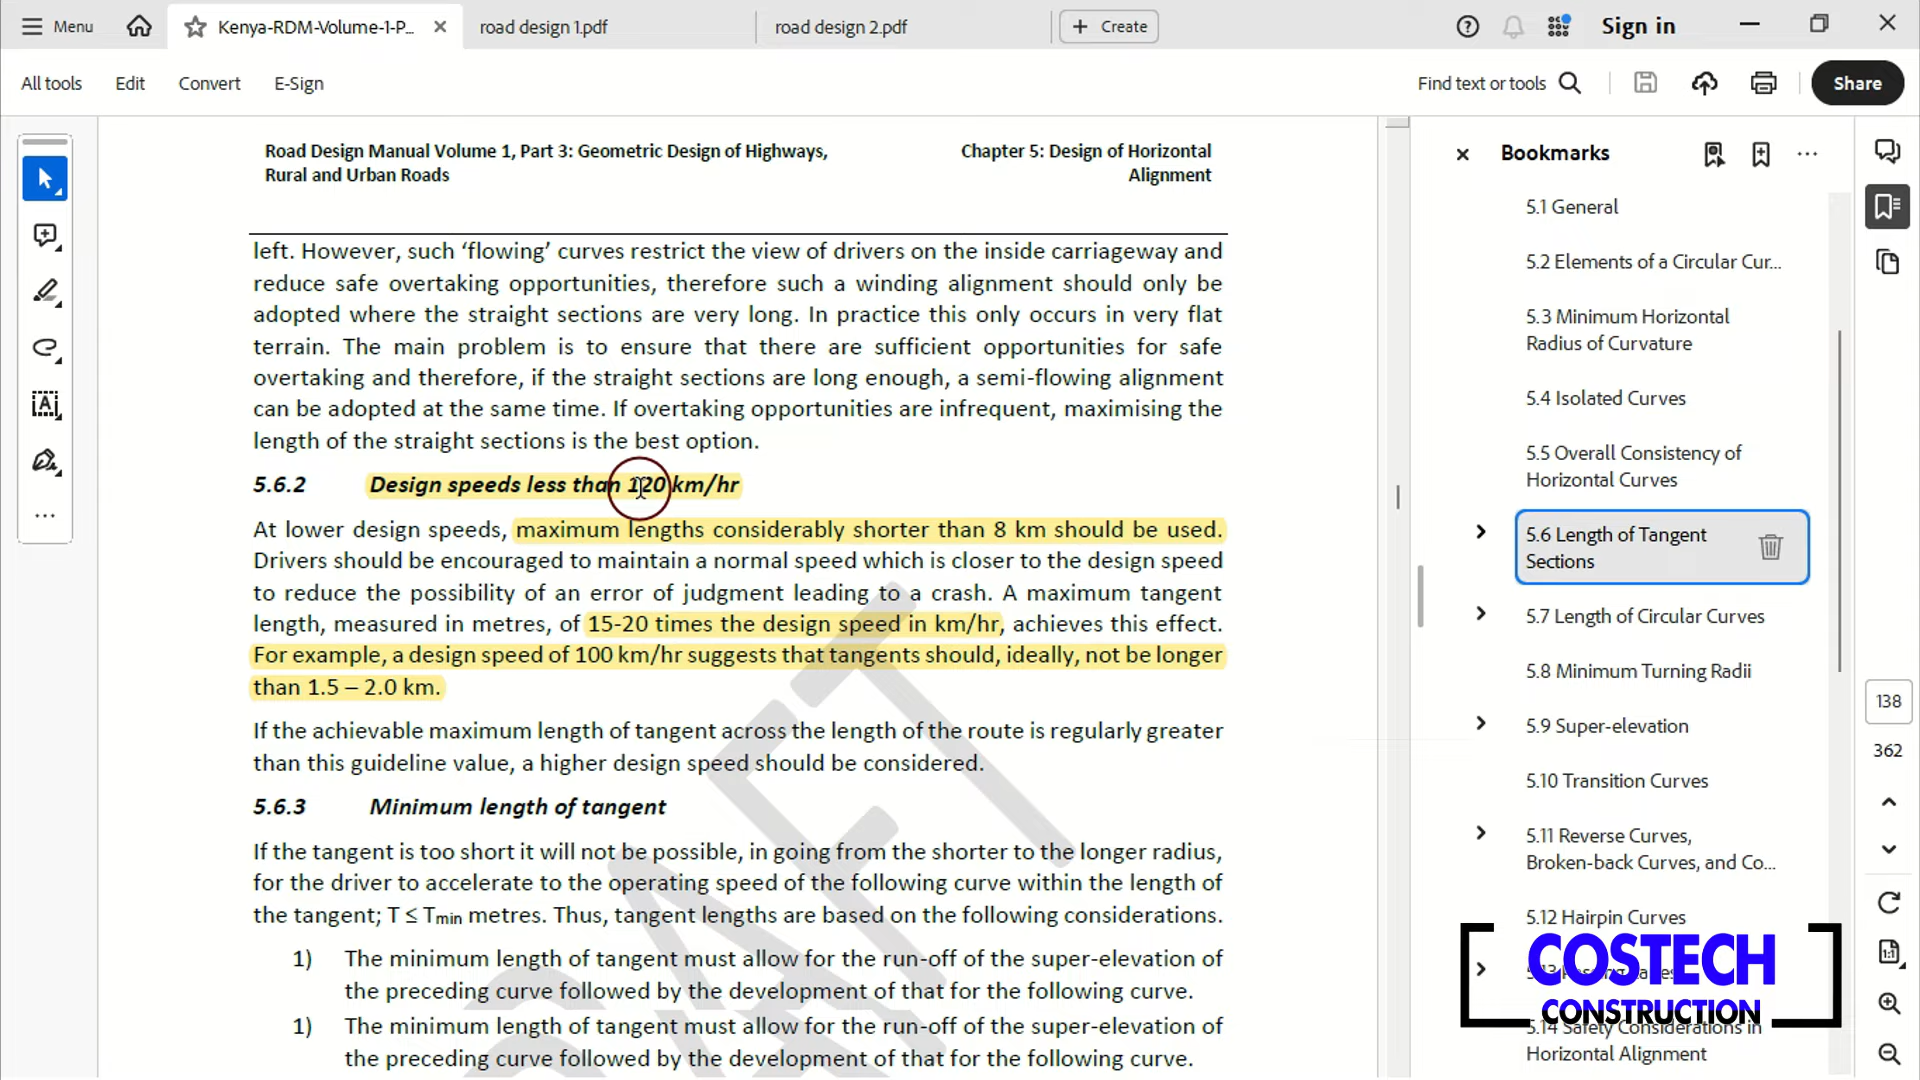 Menu
Kenya-RDM-Volume-1-P...
road design 1.pdf
road design 2.pdf
Create
Sign in
All tools
Edit
Convert
E-Sign
Find text or tools
Share
Road Design Manual Volume 1, Part 3: Geometric Design of Highways,
Rural and Urban Roads
Chapter 5: Design of Horizontal
Alignment
left. However, such ‘flowing’ curves restrict the view of drivers on the inside carriageway and
reduce safe overtaking opportunities, therefore such a winding alignment should only be
adopted where the straight sections are very long. In practice this only occurs in very flat
terrain. The main problem is to ensure that there are sufficient opportunities for safe
overtaking and therefore, if the straight sections are long enough, a semi-flowing alignment
can be adopted at the same time. If overtaking opportunities are infrequent, maximising the
length of the straight sections is the best option.
5.6.2 Design speeds less than 120 km/hr
At lower design speeds, maximum lengths considerably shorter than 8 km should be used.
Drivers should be encouraged to maintain a normal speed which is closer to the design speed
to reduce the possibility of an error of judgment leading to a crash. A maximum tangent
length, measured in metres, of 15-20 times the design speed in km/hr, achieves this effect.
For example, a design speed of 100 km/hr suggests that tangents should, ideally, not be longer
than 1.5 – 2.0 km.
If the achievable maximum length of tangent across the length of the route is regularly greater
than this guideline value, a higher design speed should be considered.
5.6.3 Minimum length of tangent
If the tangent is too short it will not be possible, in going from the shorter to the longer radius,
for the driver to accelerate to the operating speed of the following curve within the length of
the tangent; T ≤ Tmin metres. Thus, tangent lengths are based on the following considerations.
1) The minimum length of tangent must allow for the run-off of the super-elevation of
the preceding curve followed by the development of that for the following curve.
1) The minimum length of tangent must allow for the run-off of the super-elevation of
the preceding curve followed by the development of that for the following curve.
Bookmarks
5.1 General
5.2 Elements of a Circular Cur...
5.3 Minimum Horizontal
Radius of Curvature
5.4 Isolated Curves
5.5 Overall Consistency of
Horizontal Curves
5.6 Length of Tangent
Sections
5.7 Length of Circular Curves
5.8 Minimum Turning Radii
5.9 Super-elevation
5.10 Transition Curves
5.11 Reverse Curves,
Broken-back Curves, and Co...
5.12 Hairpin Curves
COSTECH
CONSTRUCTION
5.14 Safety Considerations in
Horizontal Alignment
138
362
1:1